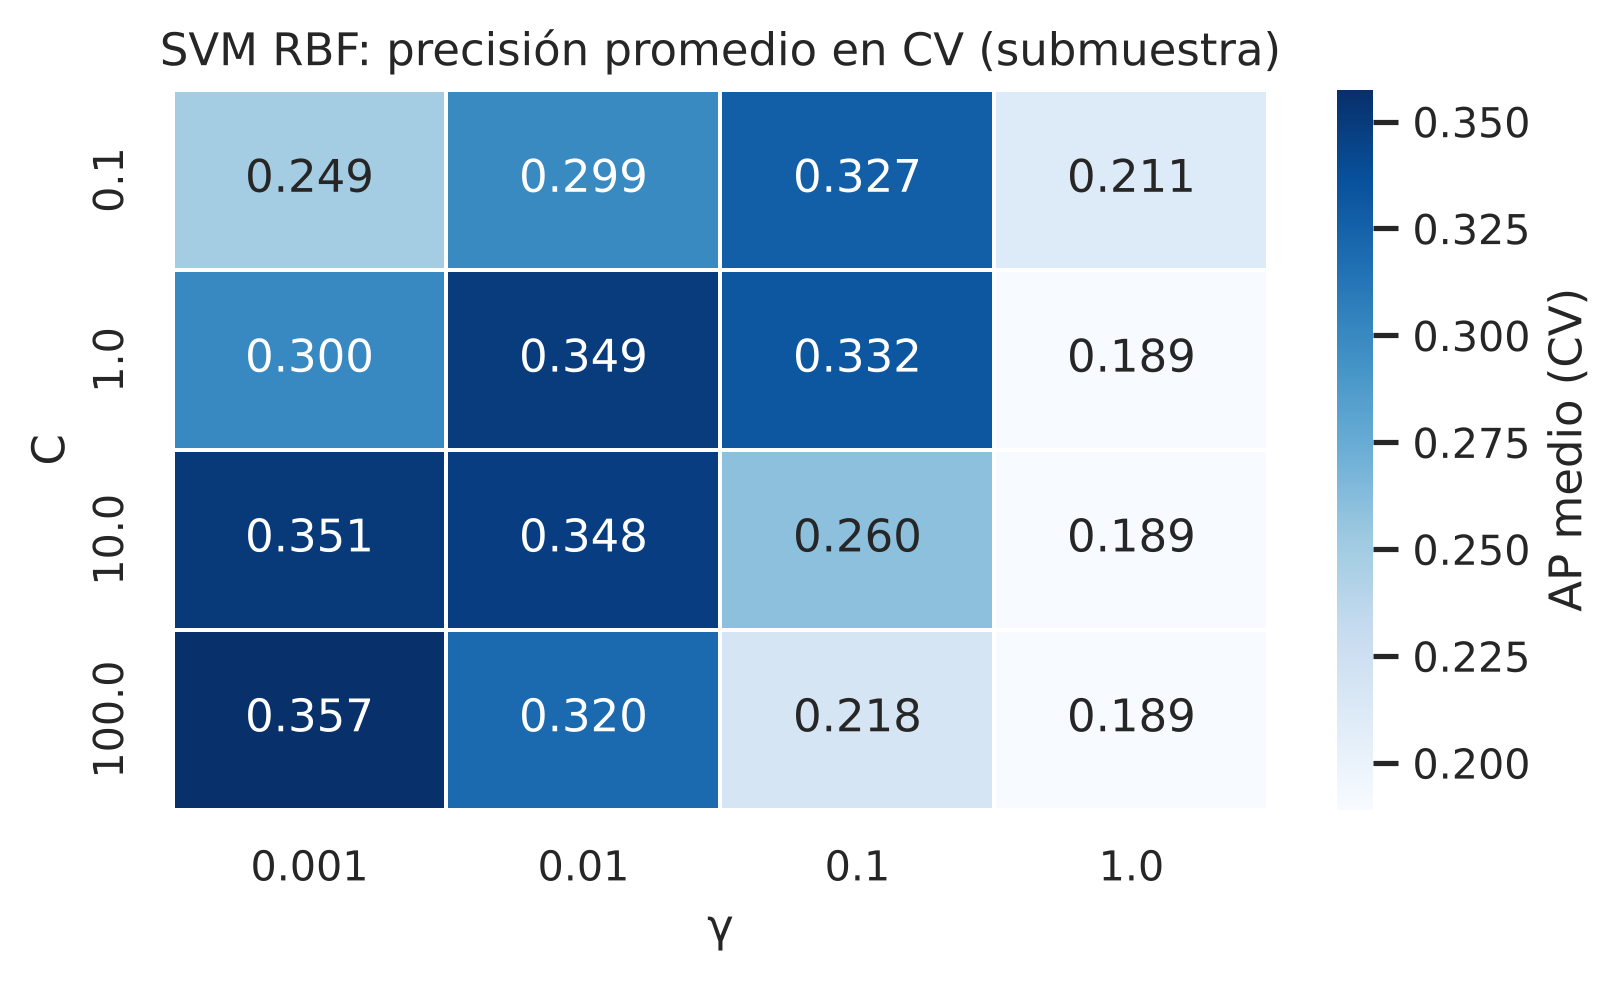 SVM RBF: precisión promedio en CV (submuestra)
0.1 0.249 0.299 0.327 0.211
1.0 0.300 0.349 0.332 0.189
10.0 0.351 0.348 0.260 0.189
100.0 0.357 0.320 0.218 0.189
0.001 0.01 0.1 1.0
C
γ
0.350
0.325
0.300
0.275
0.250
0.225
0.200
AP medio (CV)